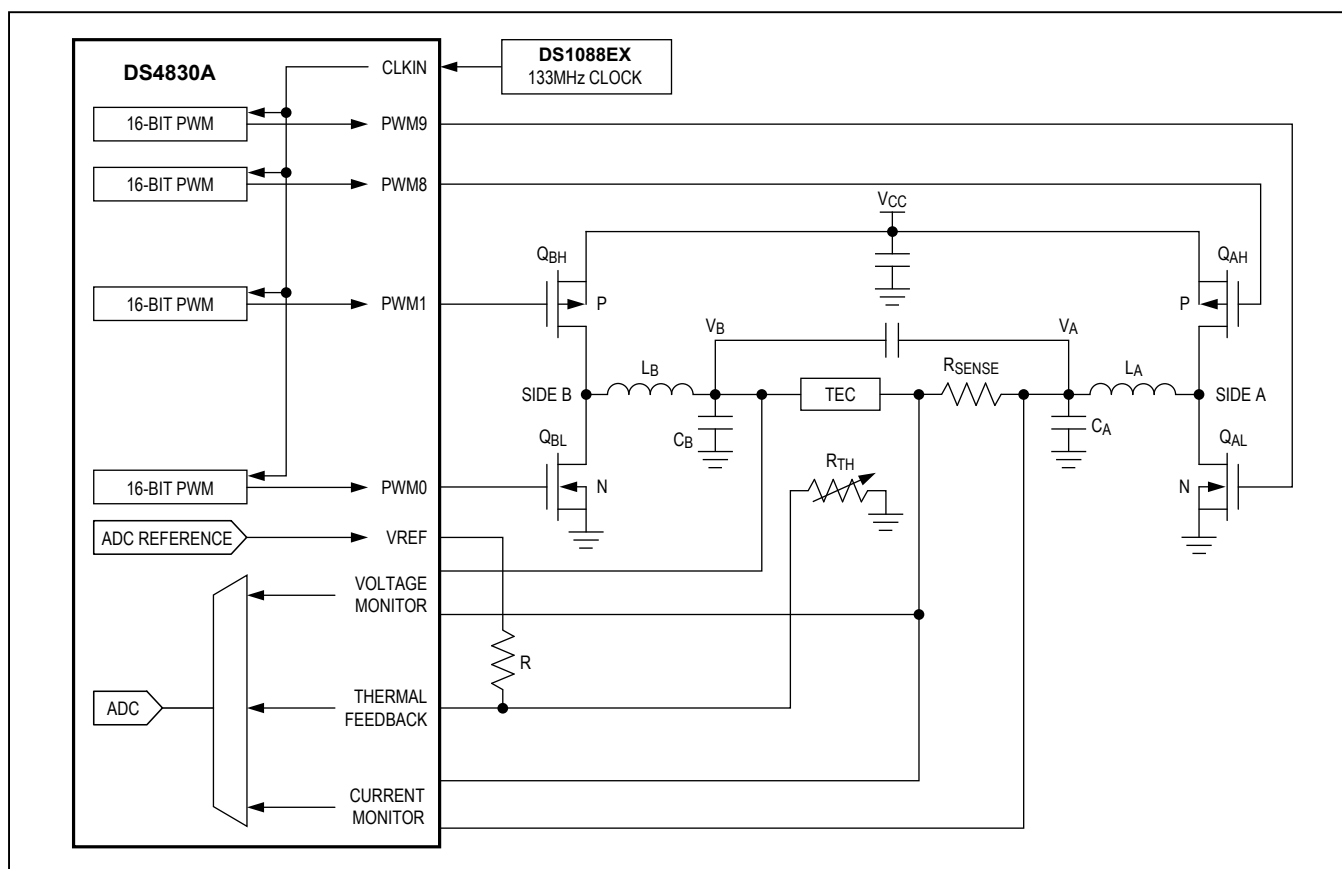 DS4830A
CLKIN
DS1088EX
133MHz CLOCK
16-BIT PWM
PWM9
16-BIT PWM
PWM8
VCC
QBH
QAH
16-BIT PWM
PWM1
P
P
VB
VA
LB
RSENSE
LA
SIDE B
TEC
SIDE A
CB
CA
QBL
QAL
RTH
16-BIT PWM
PWM0
N
N
ADC REFERENCE
VREF
VOLTAGE
MONITOR
R
ADC
THERMAL
FEEDBACK
CURRENT
MONITOR